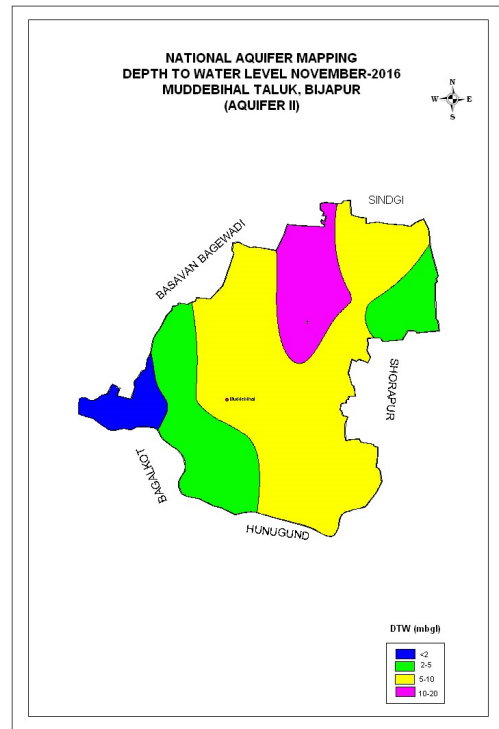 NATIONAL AQUIFER MAPPING
DEPTH TO WATER LEVEL NOVEMBER-2016
MUDDEBIHAL TALUK, BIJAPUR
(AQUIFER II)
N
W E
S
SINDGI
BASAVAN BAGEWADI
SHORAPUR
Muddebihal
BAGALKOT
HUNUGUND
DTW (mbgl)
<2
2-5
5-10
10-20